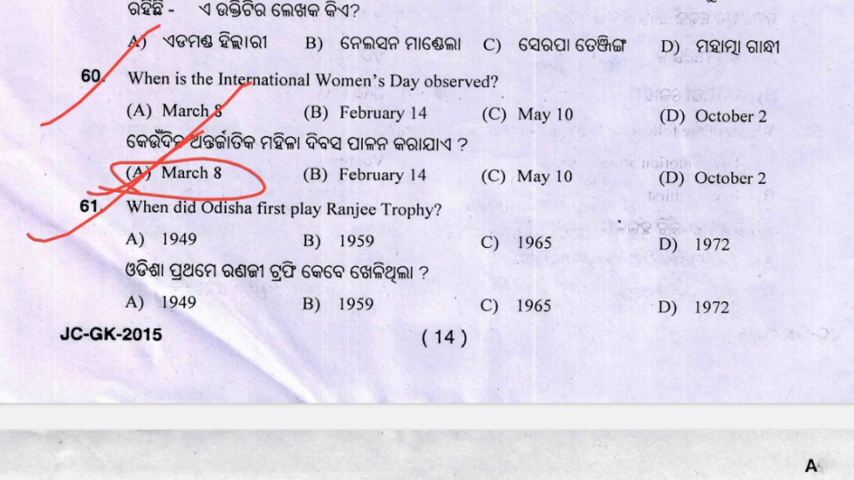 ରହିଛି - ଏ ଉକ୍ତିଟିର ଲେଖକ କିଏ?
A) ଏଡମଣ୍ଡ ହିଲାରୀ B) ନେଲସନ ମାଣ୍ଡେଲା C) ସେରପା ତେଞ୍ଜିଙ୍ଗ D) ମହାତ୍ମା ଗାନ୍ଧୀ
60. When is the International Women's Day observed?
(A) March 8 (B) February 14 (C) May 10 (D) October 2
କେଉଁଦିନ ଅନ୍ତର୍ଜାତିକ ମହିଳା ଦିବସ ପାଳନ କରାଯାଏ ?
(A) March 8 (B) February 14 (C) May 10 (D) October 2
61. When did Odisha first play Ranjee Trophy?
A) 1949 B) 1959 C) 1965 D) 1972
ଓଡିଶା ପ୍ରଥମେ ରଣଜୀ ଟ୍ରଫି କେବେ ଖେଳିଥିଲା ?
A) 1949 B) 1959 C) 1965 D) 1972
JC-GK-2015 ( 14 )
A